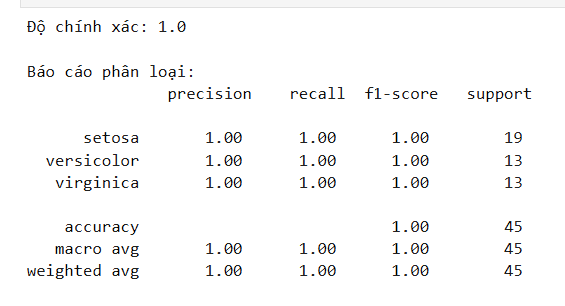 Độ chính xác: 1.0
Báo cáo phân loại:
precision recall f1-score support
setosa 1.00 1.00 1.00 19
versicolor 1.00 1.00 1.00 13
virginica 1.00 1.00 1.00 13
accuracy 1.00 45
macro avg 1.00 1.00 1.00 45
weighted avg 1.00 1.00 1.00 45